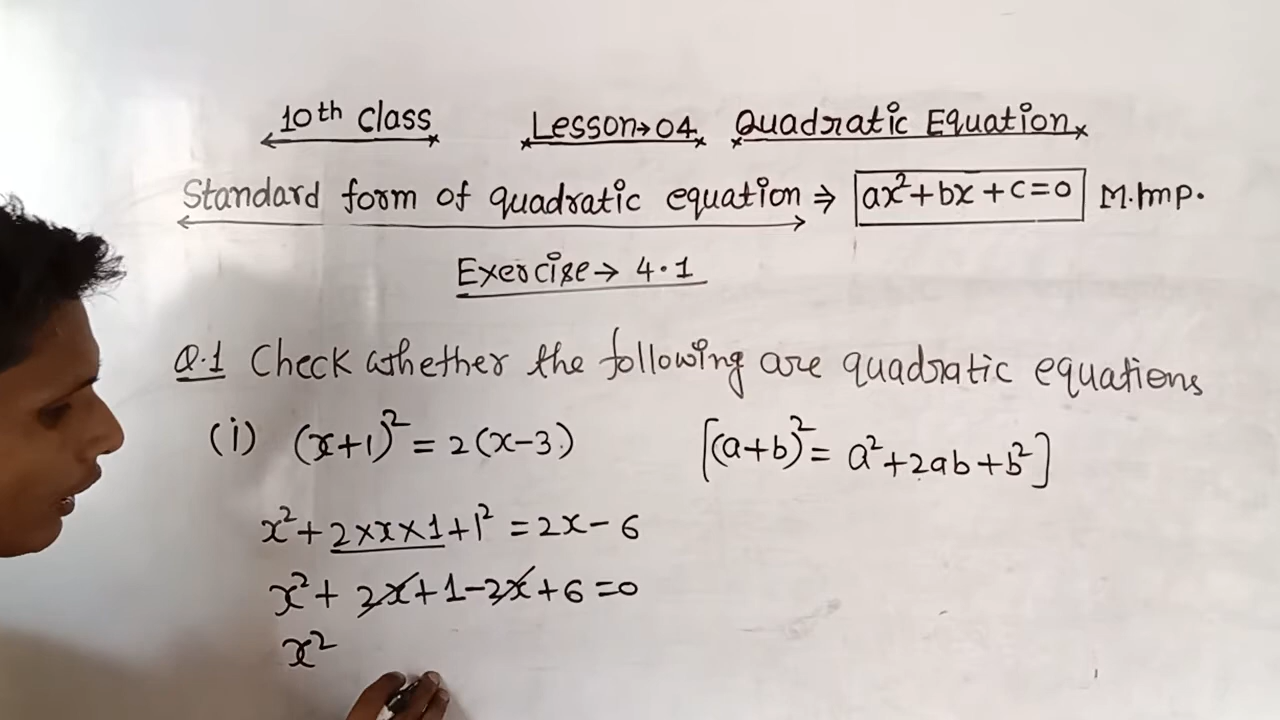 10th Class Lesson→04 Quadratic Equation
Standard form of quadratic equation ⇒ ax²+bx+c=0 M.Imp.
Exercise→ 4.1
Q.1 Check whether the following are quadratic equations
(i) (x+1)² = 2(x-3) [(a+b)² = a²+2ab+b²]
x²+2×x×1+1² = 2x-6
x²+2x+1-2x+6=0
x²